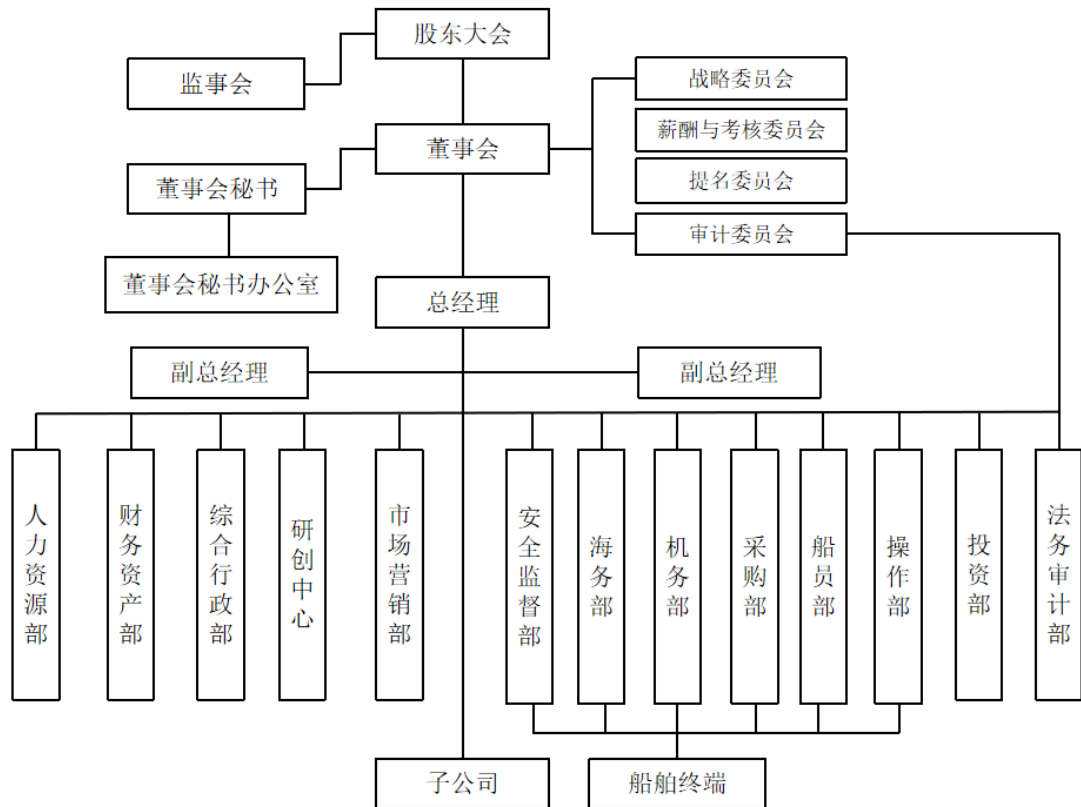 股东大会
监事会
战略委员会
薪酬与考核委员会
董事会
提名委员会
董事会秘书
审计委员会
董事会秘书办公室
总经理
副总经理
副总经理
人力资源部
财务资产部
综合行政部
研创中心
市场营销部
安全监督部
海务部
机务部
采购部
船员部
操作部
投资部
法务审计部
子公司
船舶终端